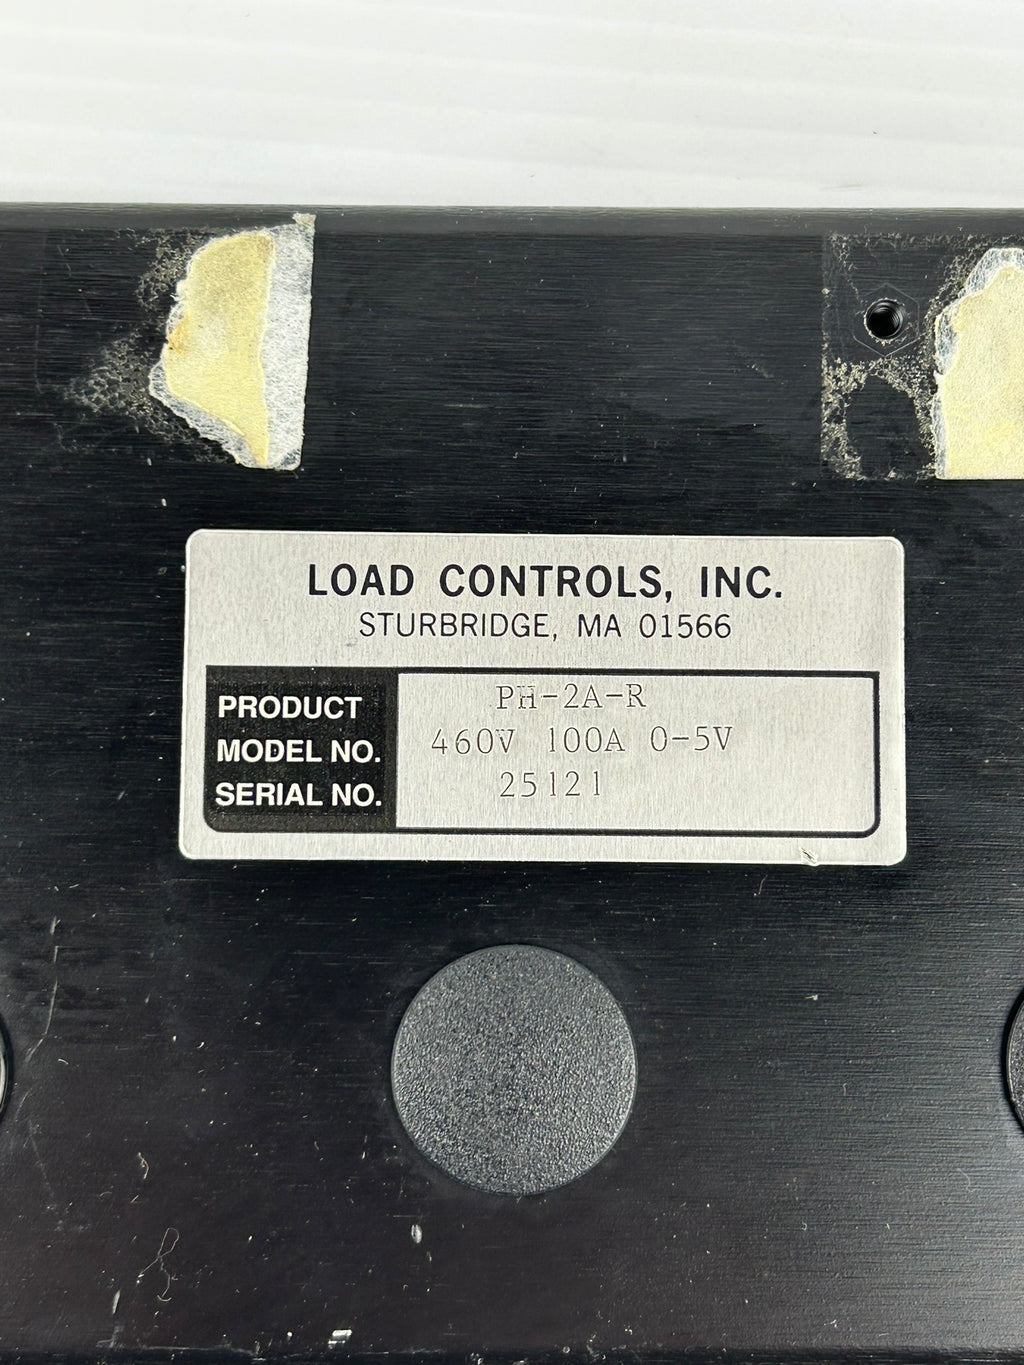 LOAD CONTROLS, INC.
STURBRIDGE, MA 01566
PRODUCT PH-2A-R
MODEL NO. 460V 100A 0-5V
SERIAL NO. 25121